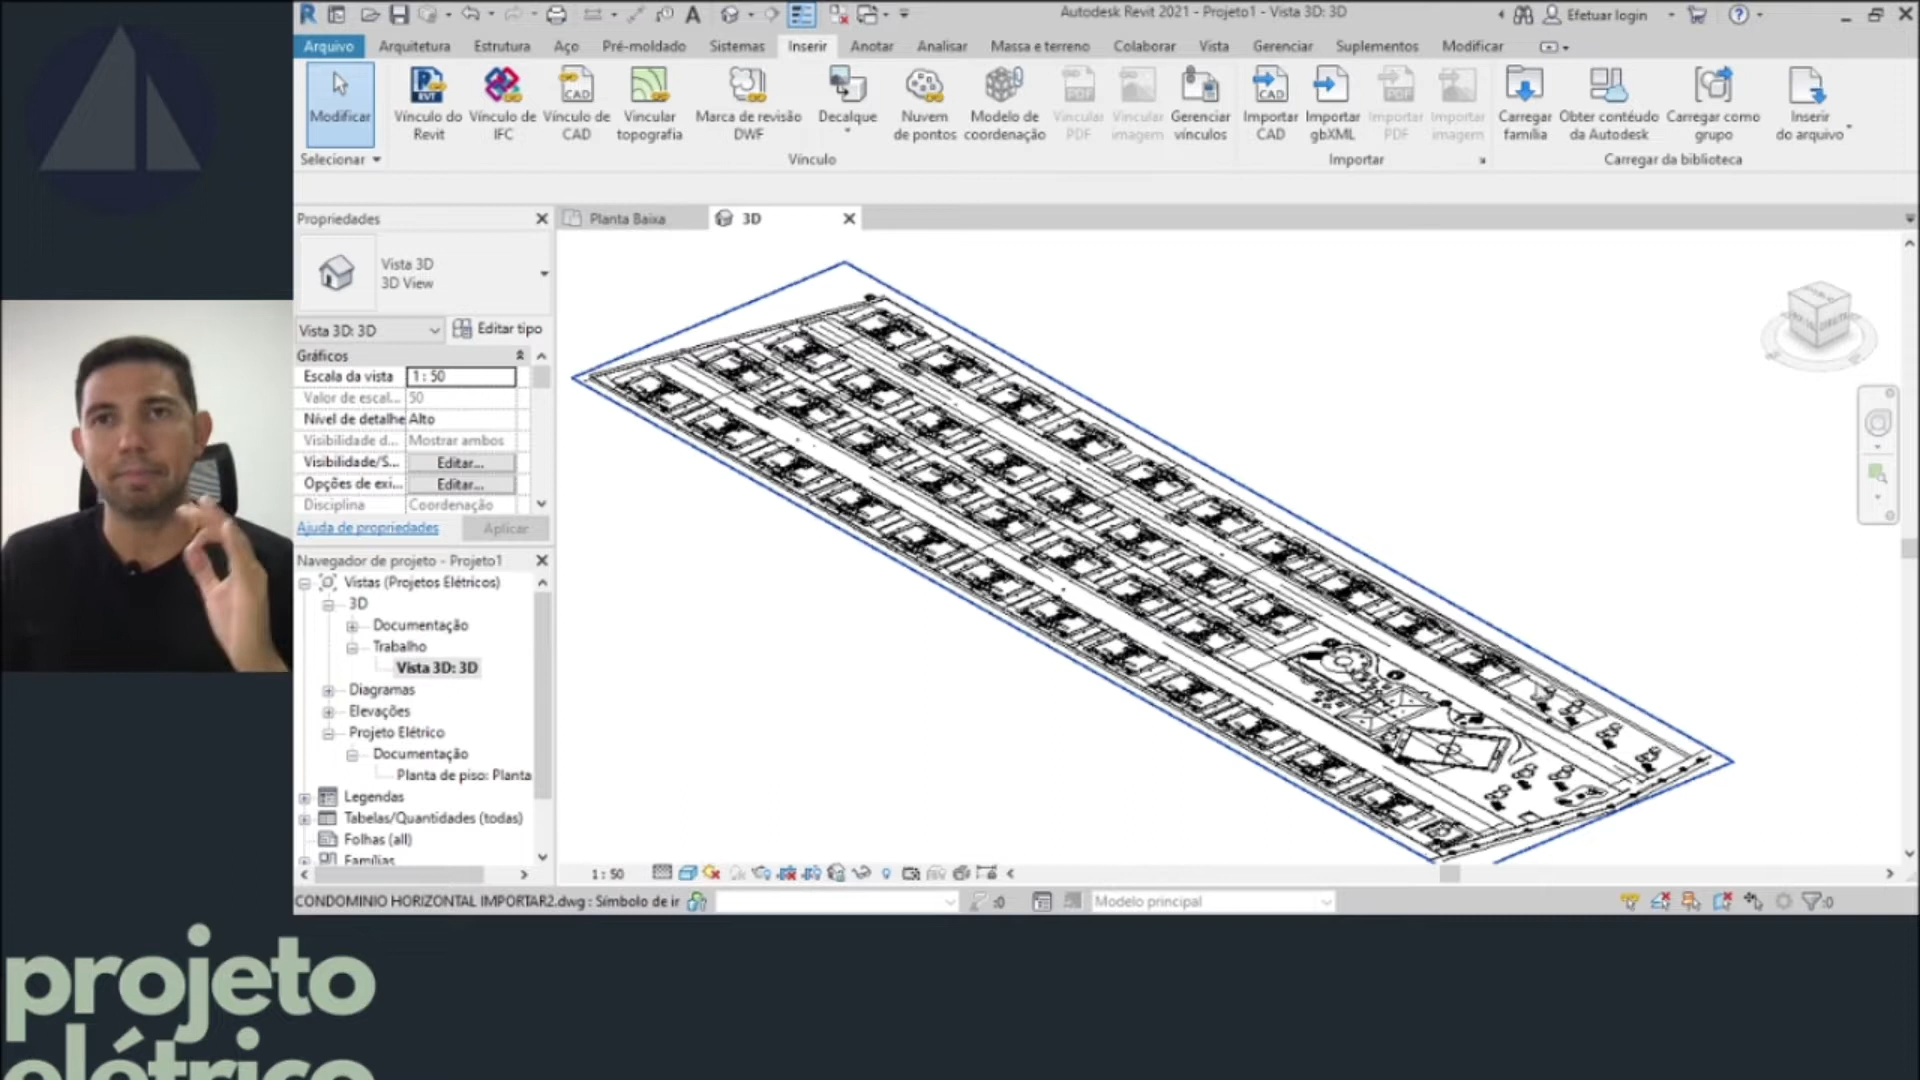 Autodesk Revit 2021 - Projeto1 - Vista 3D: 3D
Efetuar login
Arquivo Arquitetura Estrutura Aço Pré-moldado Sistemas Inserir Anotar Analisar Massa e terreno Colaborar Vista Gerenciar Suplementos Modificar
Modificar
Vínculo do Revit
Vínculo de IFC
Vínculo de CAD
Vincular topografia
Marca de revisão DWF
Decalque
Nuvem de pontos
Modelo de coordenação
Vincular PDF
Vincular imagem
Gerenciar vínculos
Importar CAD
Importar gbXML
Importar PDF
Importar imagem
Carregar família
Obter contéudo da Autodesk
Carregar como grupo
Inserir do arquivo
Selecionar
Vínculo
Importar
Carregar da biblioteca
Propriedades
Planta Baixa
3D
Vista 3D
3D View
Vista 3D: 3D
Editar tipo
Gráficos
Escala da vista 1 : 50
Valor de escal... 50
Nível de detalhe Alto
Visibilidade d... Mostrar ambos
Visibilidade/S... Editar...
Opções de exi... Editar...
Disciplina Coordenação
Ajuda de propriedades
Aplicar
Navegador de projeto - Projeto1
Vistas (Projetos Elétricos)
3D
Documentação
Trabalho
Vista 3D: 3D
Diagramas
Elevações
Projeto Elétrico
Documentação
Planta de piso: Planta
Legendas
Tabelas/Quantidades (todas)
Folhas (all)
Famílias
1 : 50
CONDOMINIO HORIZONTAL IMPORTAR2.dwg : Símbolo de ir
:0
Modelo principal
:0
projeto
elétrico